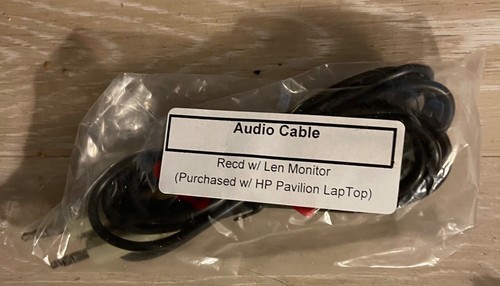 Audio Cable
Recd w/ Len Monitor
(Purchased w/ HP Pavilion LapTop)